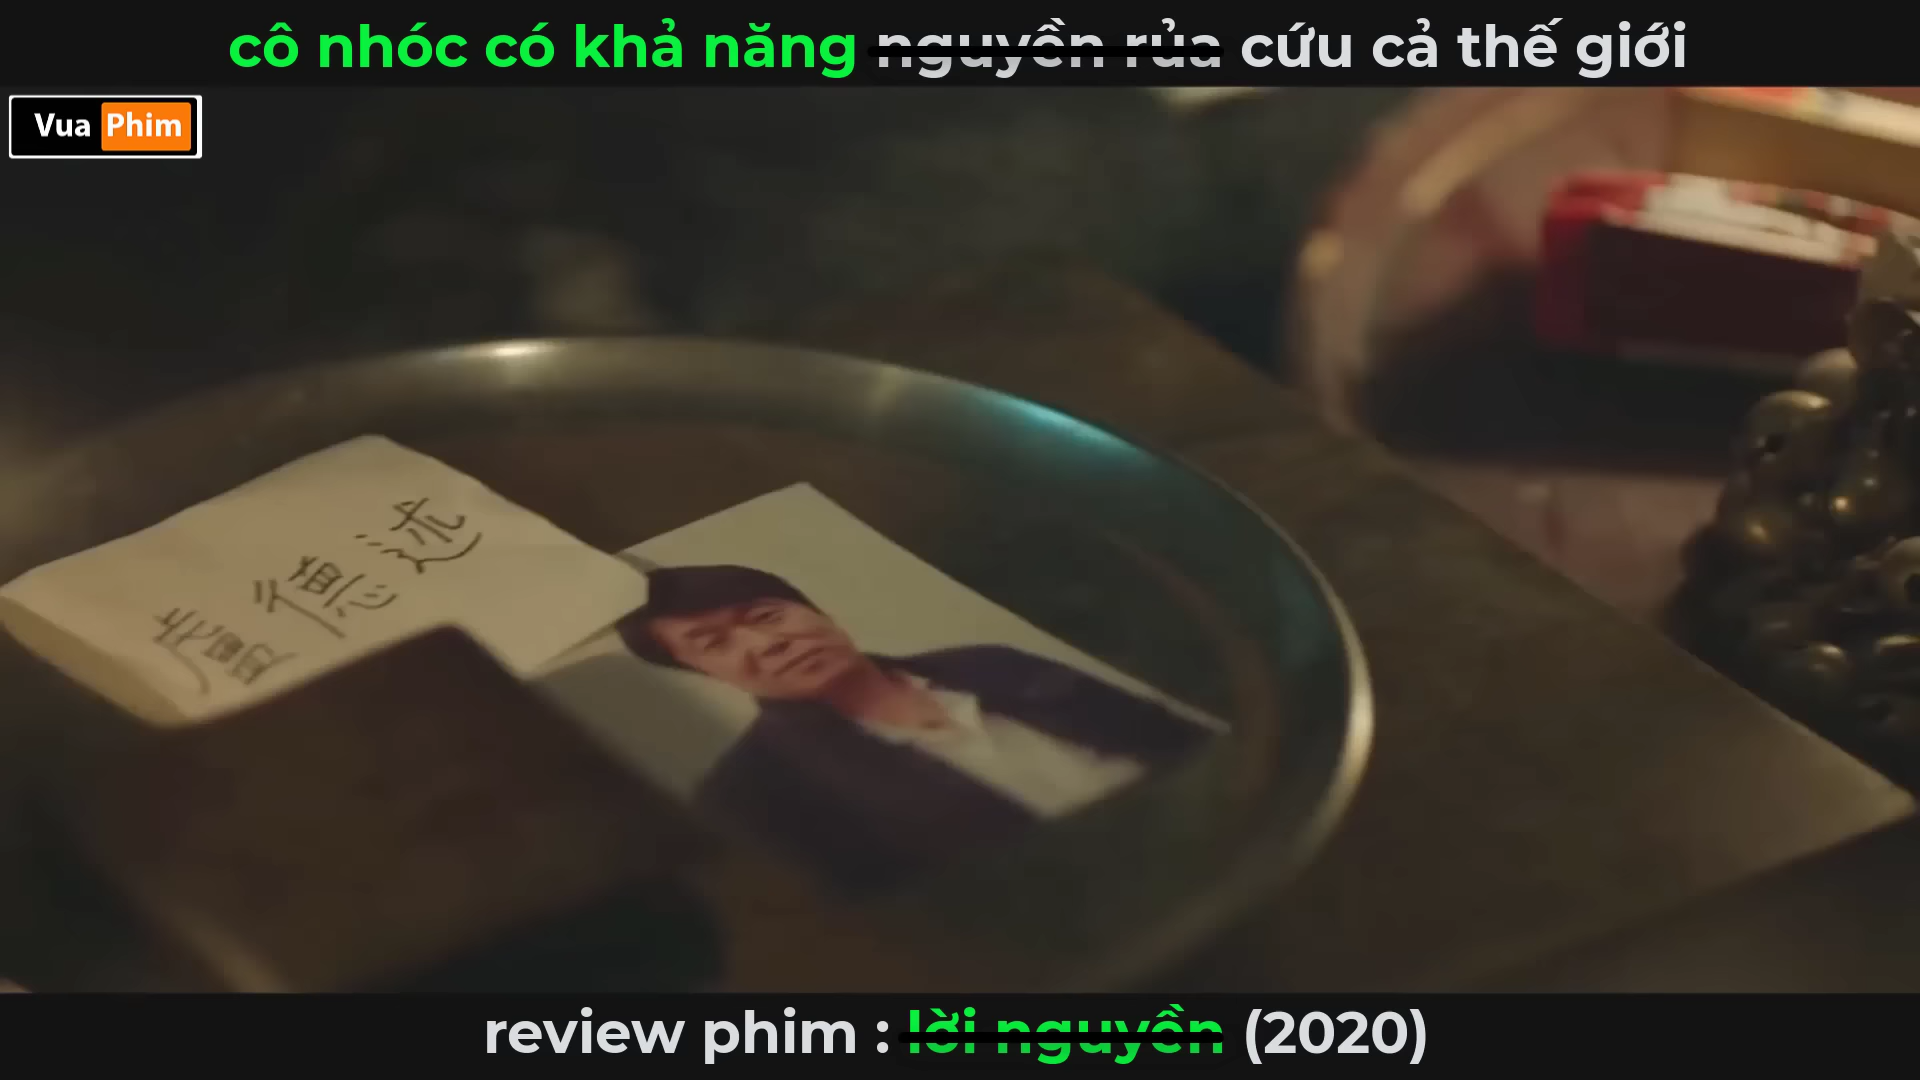 cô nhóc có khả năng nguyền rủa cứu cả thế giới
Vua Phim
盧德述
review phim : lời nguyền (2020)